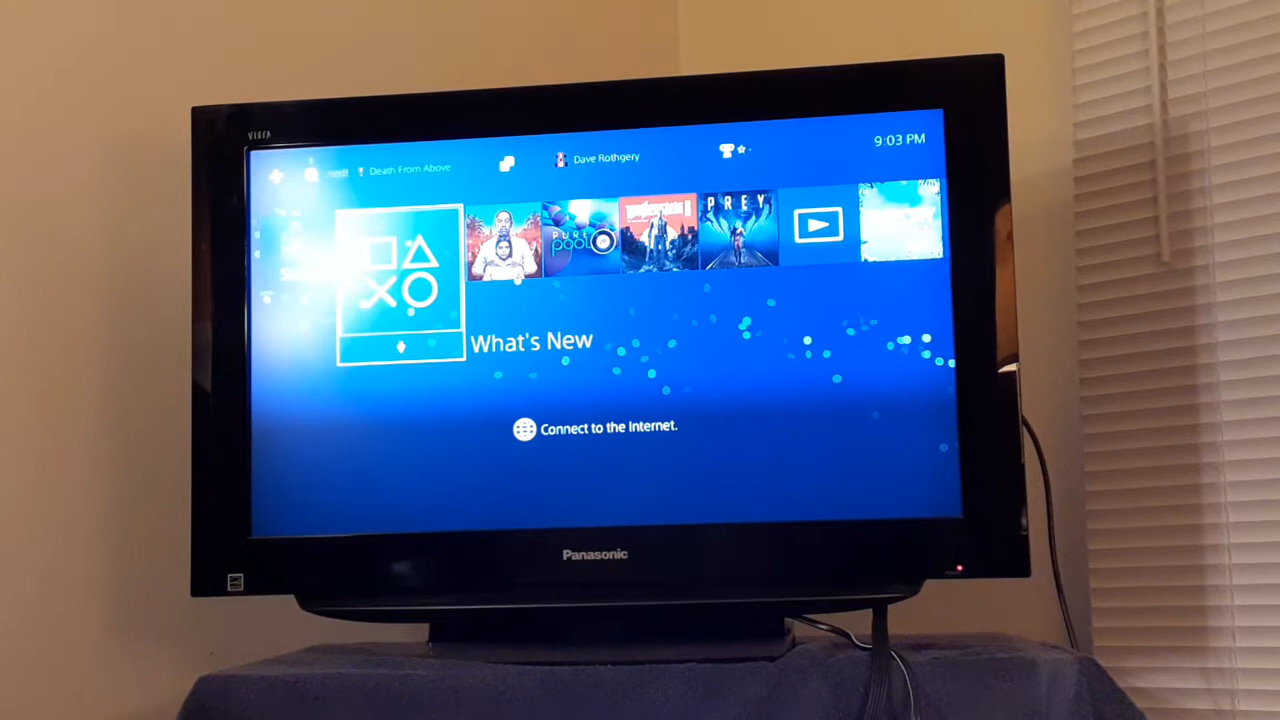 VIERA
Death From Above
Dave Rothgery
9:03 PM
PURE
pool
PREY
What's New
Connect to the Internet.
Panasonic